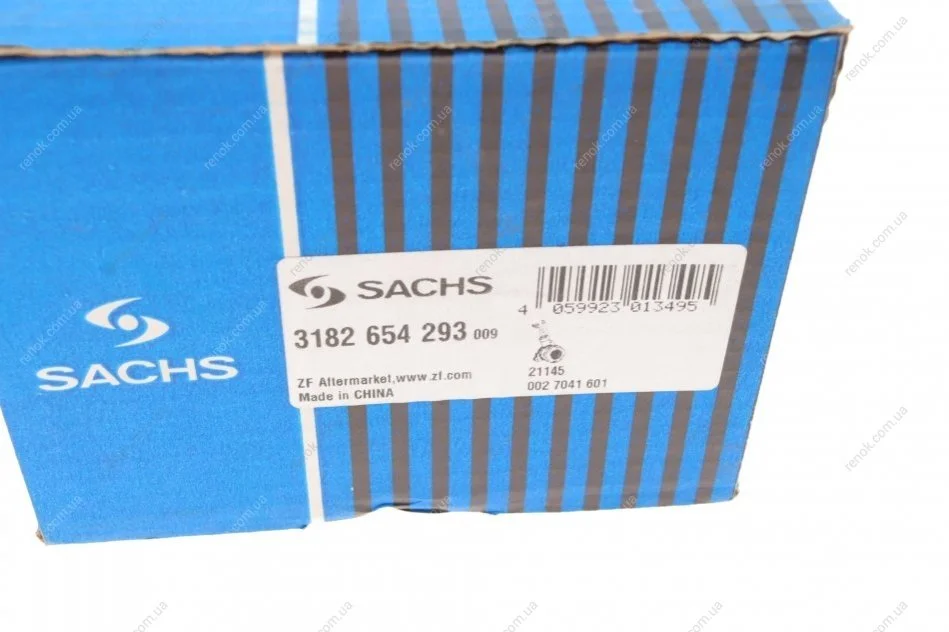 SACHS
SACHS
3182 654 293 009
4 059923 013495
21145
ZF Aftermarket,www.zf.com
002 7041 601
Made in CHINA
renok.com.ua